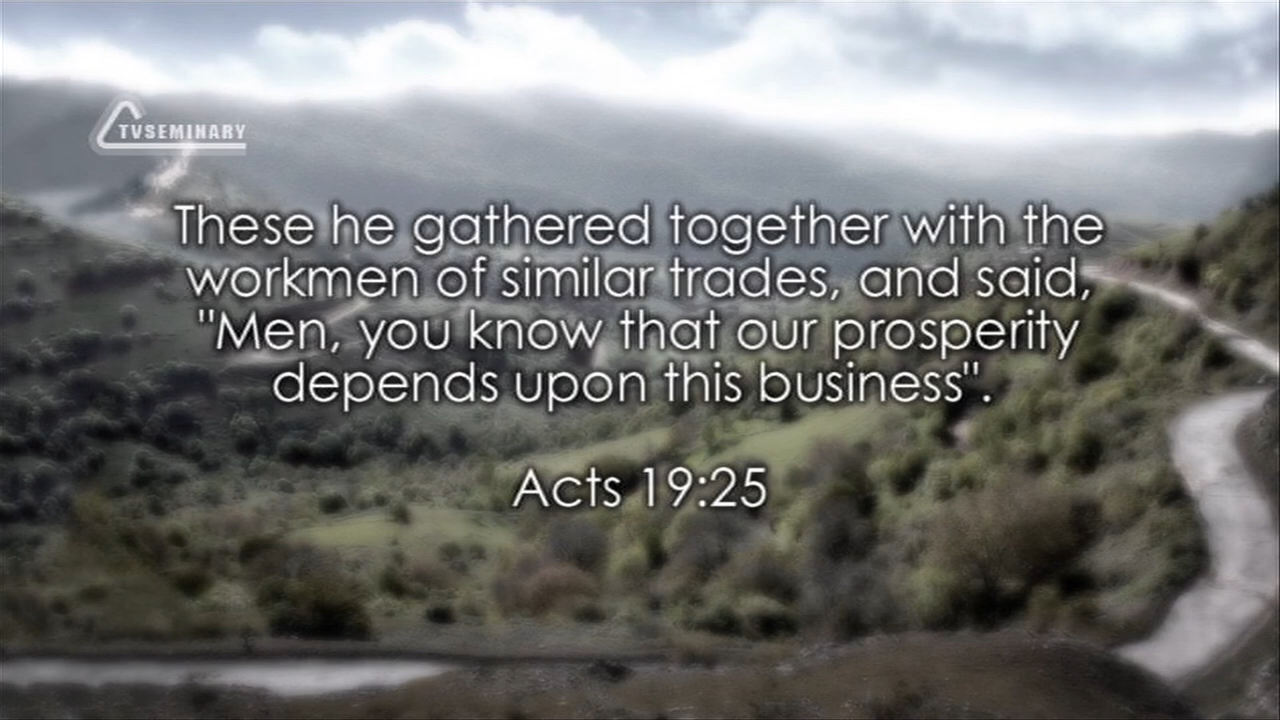 TVSEMINARY
These he gathered together with the
workmen of similar trades, and said,
"Men, you know that our prosperity
depends upon this business".
Acts 19:25